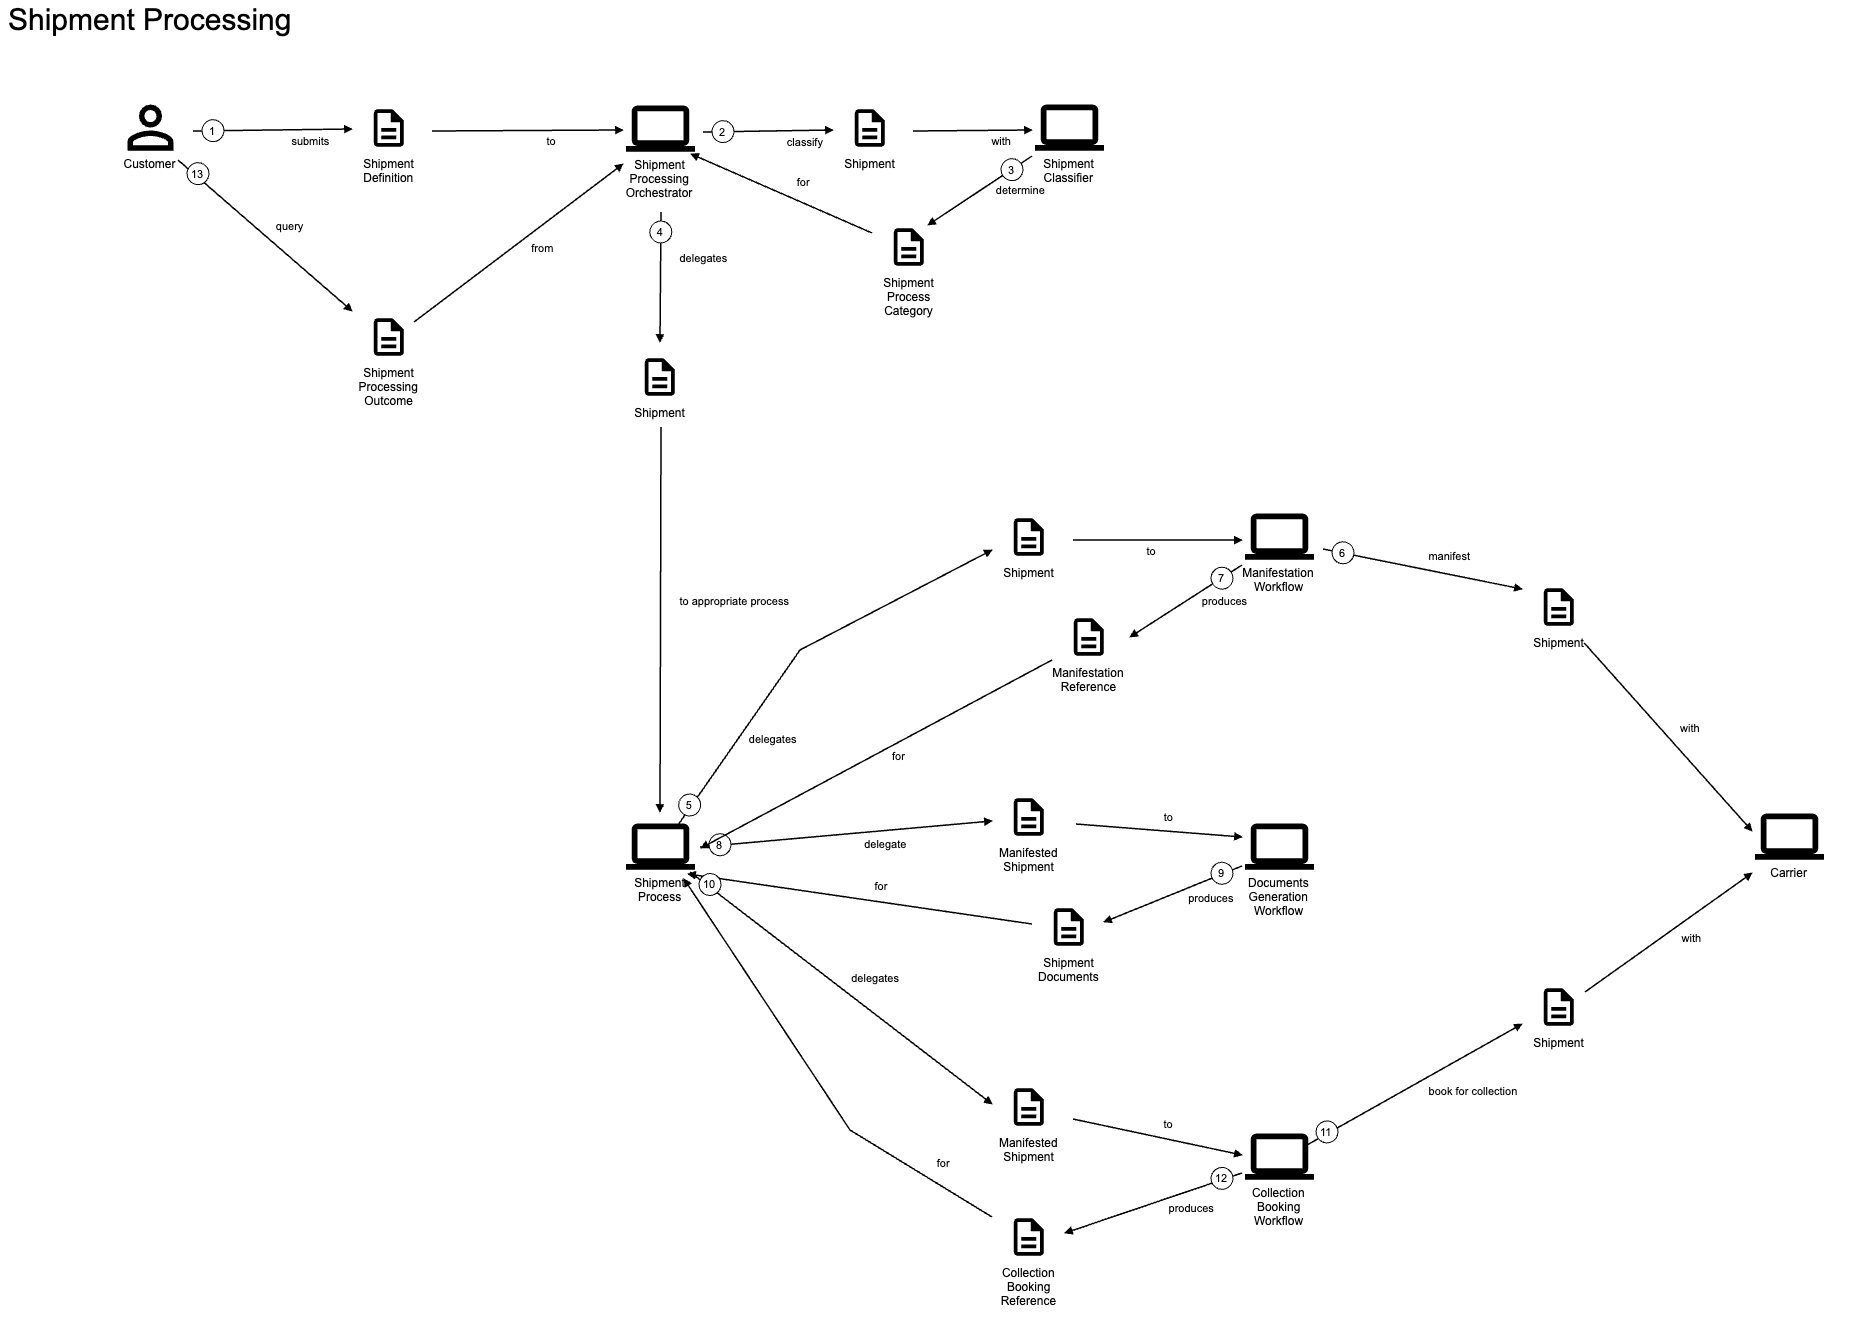 Shipment Processing
1
submits
to
2
classify
with
Customer
Shipment
Definition
Shipment
Processing
Orchestrator
Shipment
Shipment
Classifier
13
3
determine
for
query
from
4
delegates
Shipment
Process
Category
Shipment
Processing
Outcome
Shipment
to appropriate process
Shipment
to
Manifestation
Workflow
6
manifest
7
produces
Shipment
Manifestation
Reference
with
delegates
for
5
8
delegate
Manifested
Shipment
to
Documents
Generation
Workflow
Carrier
Shipment
Process
10
for
9
produces
Shipment
Documents
with
delegates
Shipment
book for collection
11
Manifested
Shipment
to
Collection
Booking
Workflow
12
produces
for
Collection
Booking
Reference